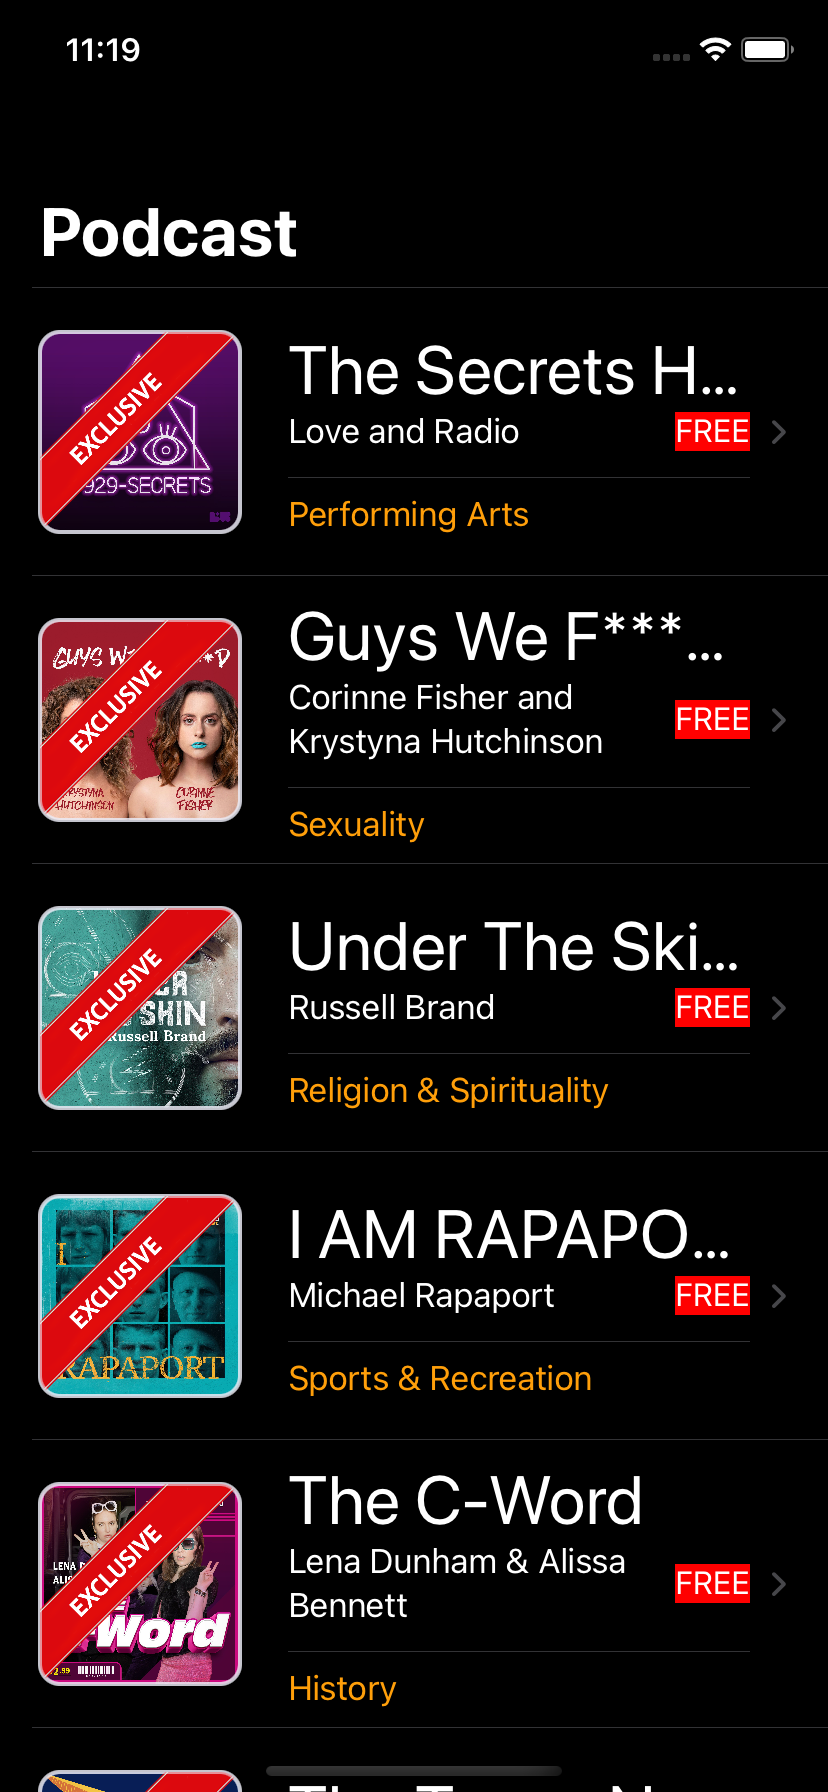 11:19
Podcast
EXCLUSIVE
929-SECRETS
The Secrets H...
Love and Radio
FREE
Performing Arts
GUYS W
*D
EXCLUSIVE
HUTCHINSON
CORINNE
FISHER
Guys We F***...
Corinne Fisher and
Krystyna Hutchinson
FREE
Sexuality
EXCLUSIVE
SKIN
Russell Brand
Under The Ski...
Russell Brand
FREE
Religion & Spirituality
I
EXCLUSIVE
RAPAPORT
I AM RAPAPO...
Michael Rapaport
FREE
Sports & Recreation
LENA
EXCLUSIVE
Word
2.99
The C-Word
Lena Dunham & Alissa
Bennett
FREE
History